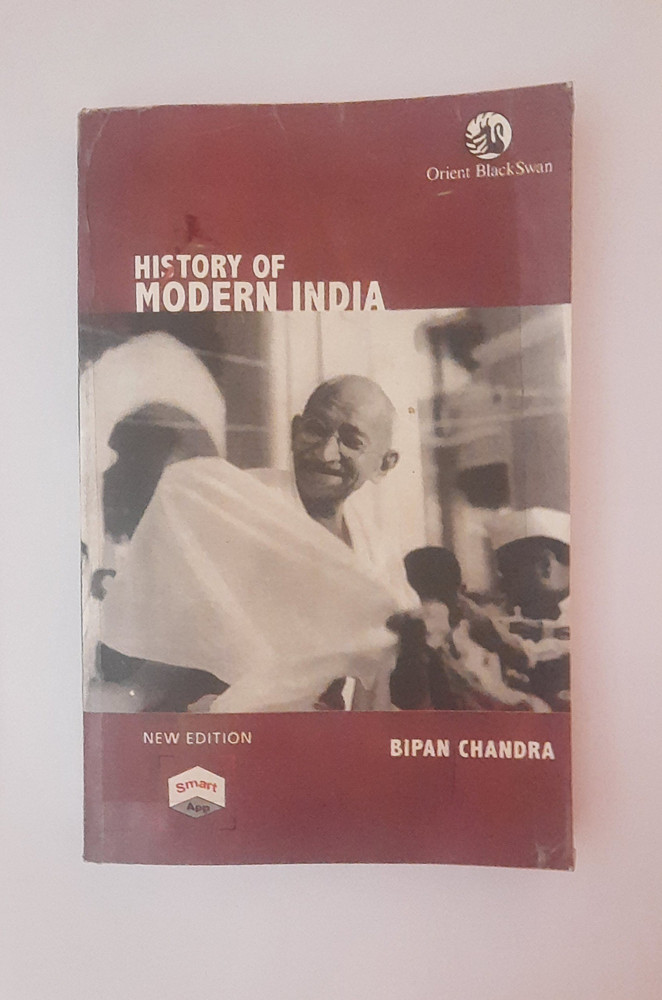 Orient BlackSwan
HISTORY OF
MODERN INDIA
NEW EDITION
BIPAN CHANDRA
Smart
App